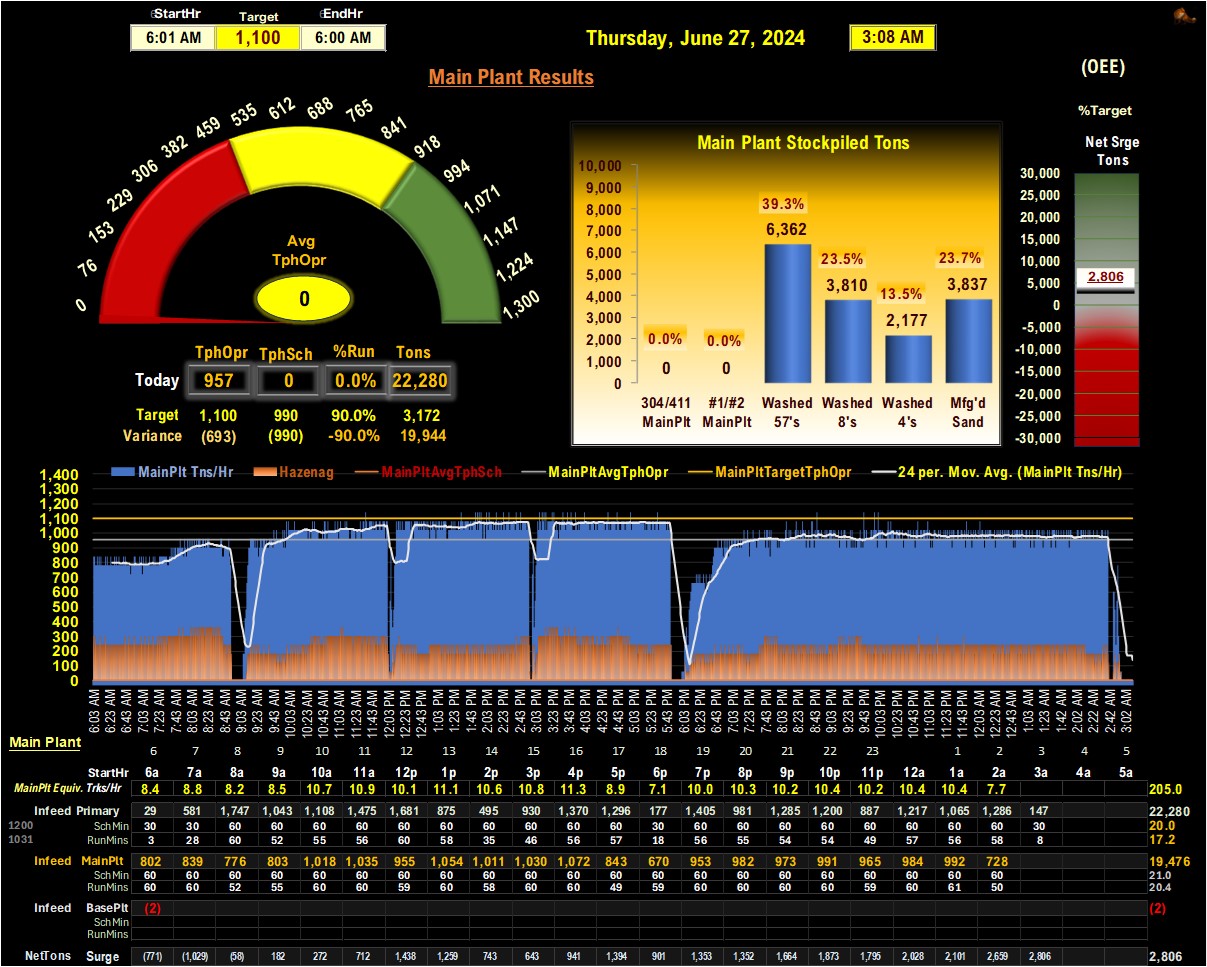 StartHr Target EndHr
6:01 AM 1,100 6:00 AM
Thursday, June 27, 2024 3:08 AM
(OEE)
Main Plant Results
%Target
Net Srge
Tons
0 76 153 229 306 382 459 535 612 688 765 841 918 994 1,071 1,147 1,224 1,300
Avg
TphOpr
0
TphOpr TphSch %Run Tons
Today 957 0 0.0% 22,280
Target 1,100 990 90.0% 3,172
Variance (693) (990) -90.0% 19,944
Main Plant Stockpiled Tons
10,000
9,000
8,000
7,000
6,000
5,000
4,000
3,000
2,000
1,000
0
0.0% 0.0% 39.3% 23.5% 13.5% 23.7%
0 0 6,362 3,810 2,177 3,837
304/411 #1/#2 Washed Washed Washed Mfg'd
MainPlt MainPlt 57's 8's 4's Sand
30,000
25,000
20,000
15,000
10,000
5,000
0
-5,000
-10,000
-15,000
-20,000
-25,000
-30,000
2,806
MainPlt Tns/Hr Hazenag MainPltAvgTphSch MainPltAvgTphOpr MainPltTargetTphOpr 24 per. Mov. Avg. (MainPlt Tns/Hr)
1,400
1,300
1,200
1,100
1,000
900
800
700
600
500
400
300
200
100
0
6:03 AM 6:23 AM 6:43 AM 7:03 AM 7:23 AM 7:43 AM 8:03 AM 8:23 AM 8:43 AM 9:03 AM 9:23 AM 9:43 AM 10:03 AM 10:23 AM 10:43 AM 11:03 AM 11:23 AM 11:43 AM 12:03 PM 12:23 PM 12:43 PM 1:03 PM 1:23 PM 1:43 PM 2:03 PM 2:23 PM 2:43 PM 3:03 PM 3:23 PM 3:43 PM 4:03 PM 4:23 PM 4:43 PM 5:03 PM 5:23 PM 5:43 PM 6:03 PM 6:23 PM 6:43 PM 7:03 PM 7:23 PM 7:43 PM 8:03 PM 8:23 PM 8:43 PM 9:03 PM 9:23 PM 9:43 PM 10:03 PM 10:23 PM 10:43 PM 11:03 PM 11:23 PM 11:43 PM 12:03 AM 12:23 AM 12:43 AM 1:03 AM 1:23 AM 1:42 AM 2:02 AM 2:22 AM 2:42 AM 3:02 AM
Main Plant
6 7 8 9 10 11 12 13 14 15 16 17 18 19 20 21 22 23 1 2 3 4 5
StartHr 6a 7a 8a 9a 10a 11a 12p 1p 2p 3p 4p 5p 6p 7p 8p 9p 10p 11p 12a 1a 2a 3a 4a 5a
MainPlt Equiv. Trks/Hr 8.4 8.8 8.2 8.5 10.7 10.9 10.1 11.1 10.6 10.8 11.3 8.9 7.1 10.0 10.3 10.2 10.4 10.2 10.4 10.4 7.7 205.0
Infeed Primary 29 581 1,747 1,043 1,108 1,475 1,681 875 495 930 1,370 1,296 177 1,405 981 1,285 1,200 887 1,217 1,065 1,286 147 22,280
1200 SchMin 30 30 60 60 60 60 60 60 60 60 60 60 30 60 60 60 60 60 60 60 60 30 20.0
1031 RunMins 3 28 60 52 55 56 60 58 35 46 56 57 18 56 55 54 54 49 57 56 58 8 17.2
Infeed MainPlt 802 839 776 803 1,018 1,035 955 1,054 1,011 1,030 1,072 843 670 953 982 973 991 965 984 992 728 19,476
SchMin 60 60 60 60 60 60 60 60 60 60 60 60 60 60 60 60 60 60 60 60 60 21.0
RunMins 60 60 52 55 60 60 59 60 58 60 60 49 59 60 60 60 60 59 60 61 50 20.4
Infeed BasePlt (2) (2)
SchMin
RunMins
NetTons Surge (771) (1,029) (58) 182 272 712 1,438 1,259 743 643 941 1,394 901 1,353 1,352 1,664 1,873 1,795 2,028 2,101 2,659 2,806 2,806